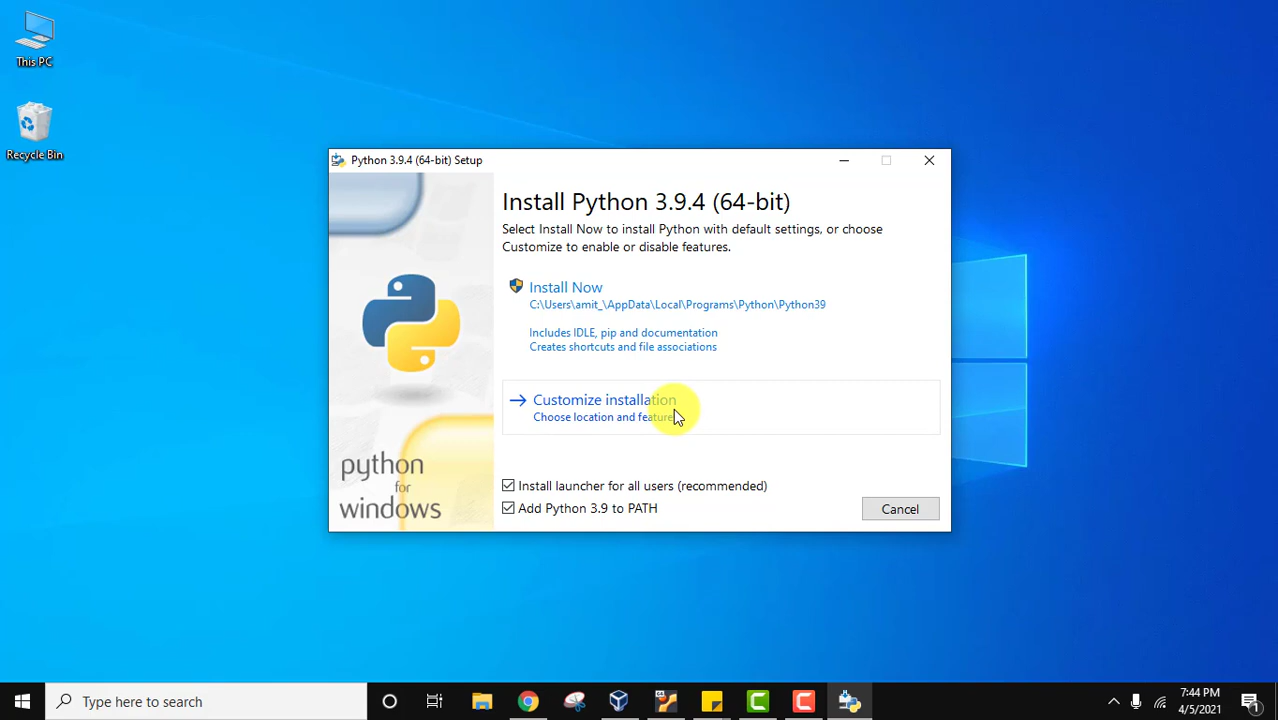 This PC
Recycle Bin
Python 3.9.4 (64-bit) Setup
Install Python 3.9.4 (64-bit)
Select Install Now to install Python with default settings, or choose
Customize to enable or disable features.
Install Now
C:\Users\amit_\AppData\Local\Programs\Python\Python39
Includes IDLE, pip and documentation
Creates shortcuts and file associations
Customize installation
Choose location and features
python
for
windows
Install launcher for all users (recommended)
Add Python 3.9 to PATH
Cancel
Type here to search
7:44 PM
4/5/2021
1